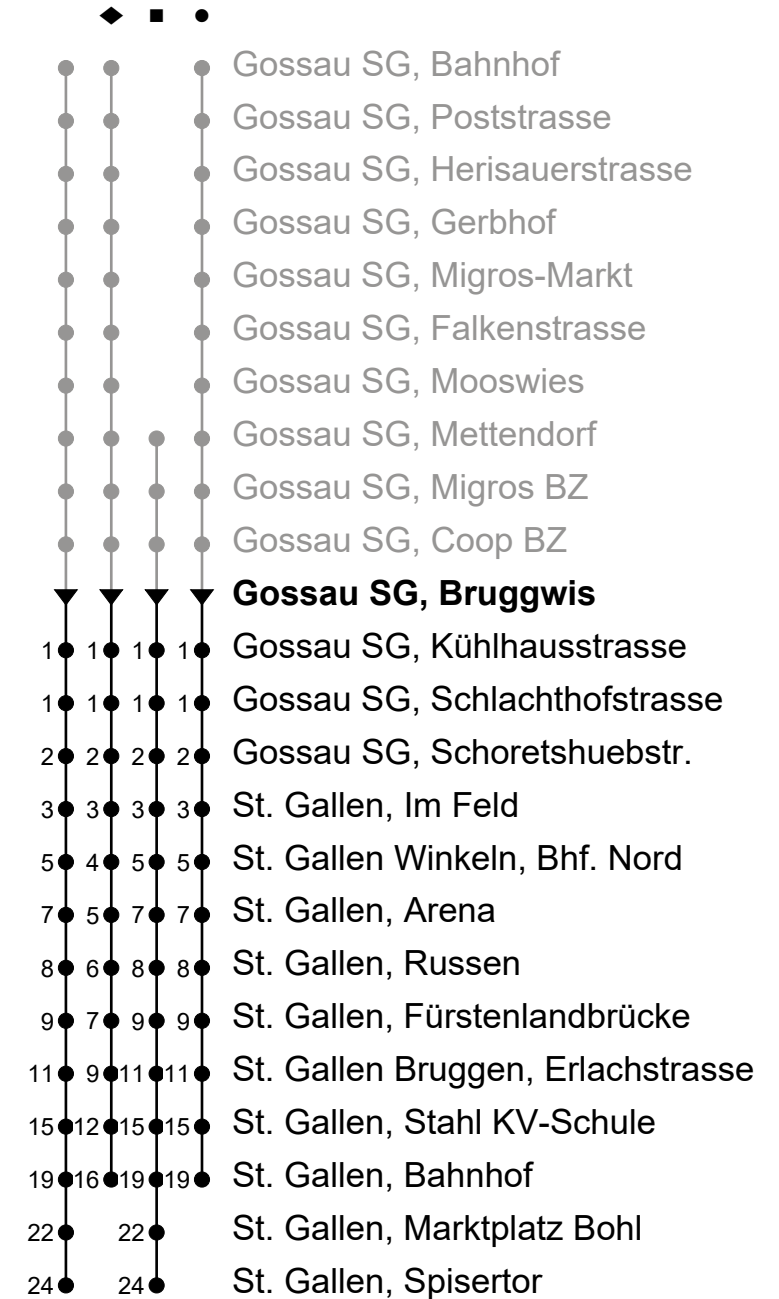 ◆ ■ ●
Gossau SG, Bahnhof
Gossau SG, Poststrasse
Gossau SG, Herisauerstrasse
Gossau SG, Gerbhof
Gossau SG, Migros-Markt
Gossau SG, Falkenstrasse
Gossau SG, Mooswies
Gossau SG, Mettendorf
Gossau SG, Migros BZ
Gossau SG, Coop BZ
Gossau SG, Bruggwis
1 1 1 1 Gossau SG, Kühlhausstrasse
1 1 1 1 Gossau SG, Schlachthofstrasse
2 2 2 2 Gossau SG, Schoretshuebstr.
3 3 3 3 St. Gallen, Im Feld
5 4 5 5 St. Gallen Winkeln, Bhf. Nord
7 5 7 7 St. Gallen, Arena
8 6 8 8 St. Gallen, Russen
9 7 9 9 St. Gallen, Fürstenlandbrücke
11 9 11 11 St. Gallen Bruggen, Erlachstrasse
15 12 15 15 St. Gallen, Stahl KV-Schule
19 16 19 19 St. Gallen, Bahnhof
22 22 St. Gallen, Marktplatz Bohl
24 24 St. Gallen, Spisertor